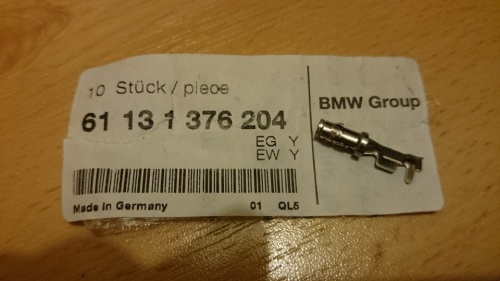 10 Stück / piece
BMW Group
61 13 1 376 204
EG Y
EW Y
Made in Germany 01 QL5